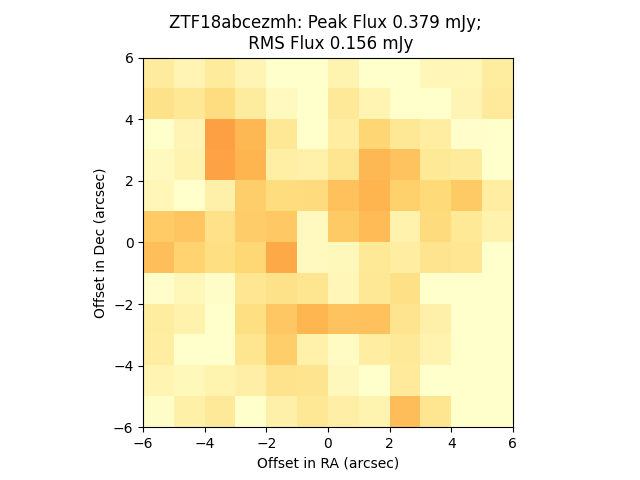 ZTF18abcezmh: Peak Flux 0.379 mJy;
RMS Flux 0.156 mJy
6
4
2
0
−2
−4
−6
Offset in Dec (arcsec)
−6 −4 −2 0 2 4 6
Offset in RA (arcsec)